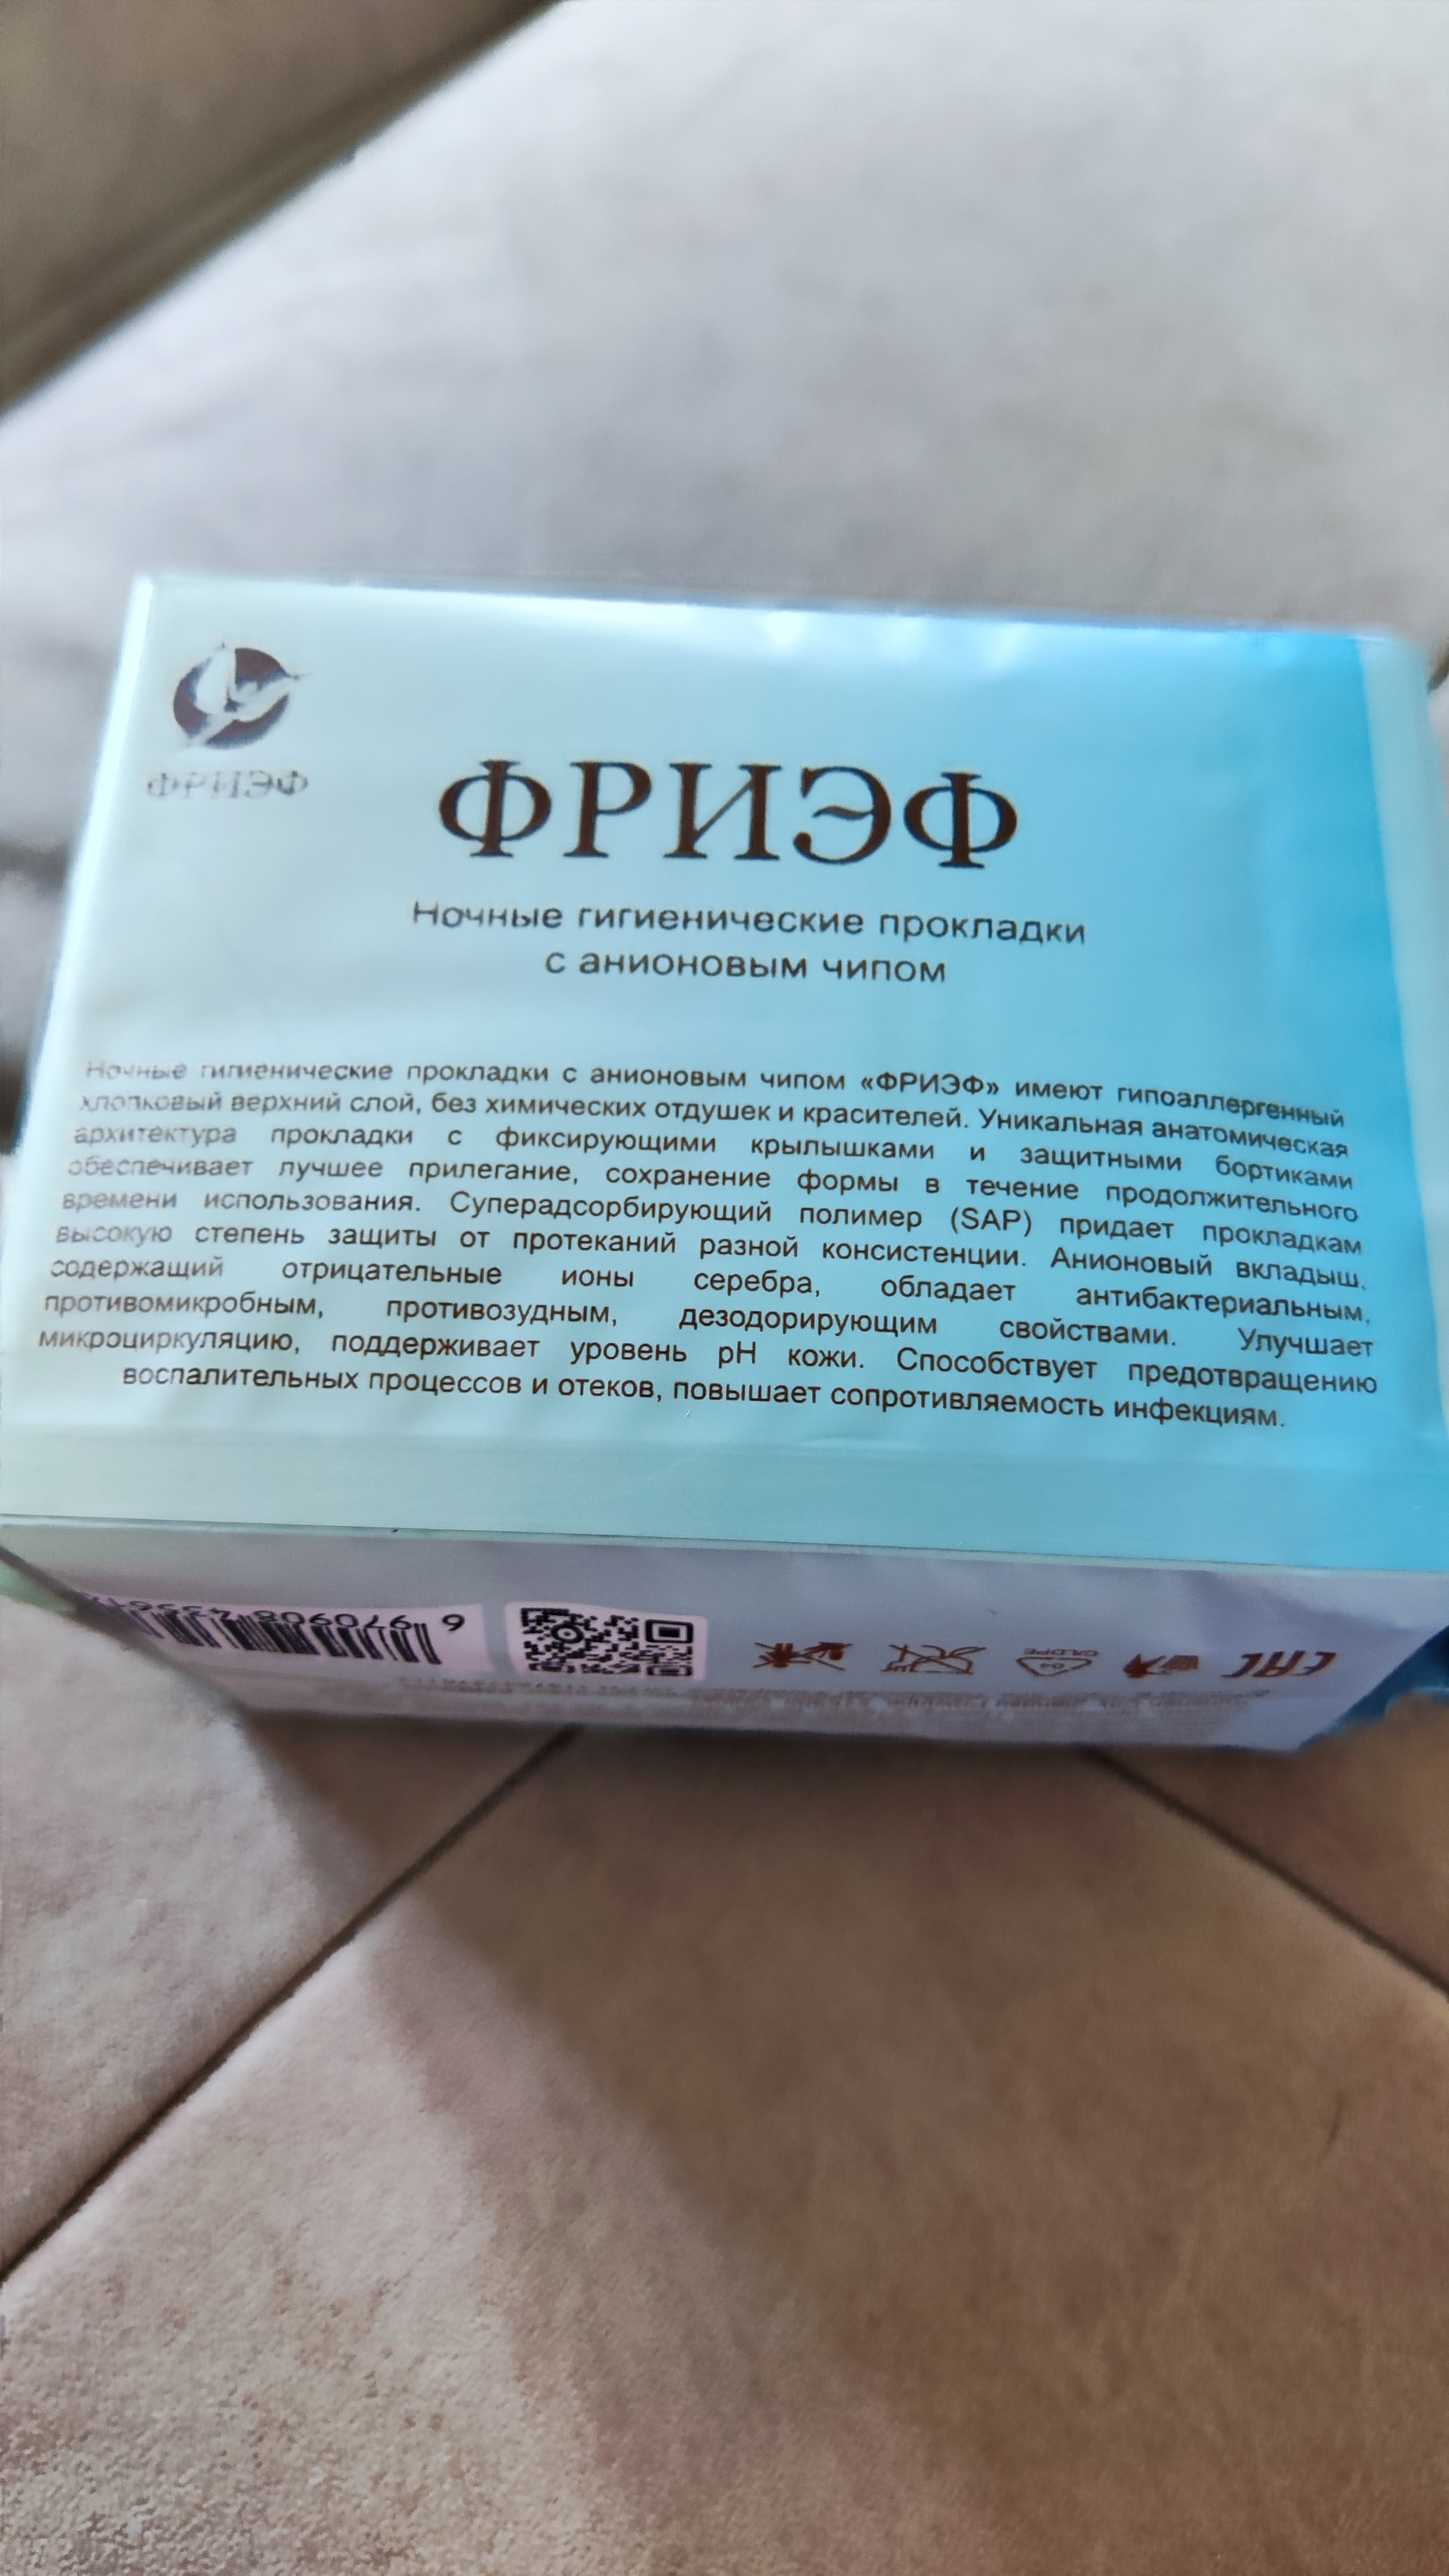 ФРИЭФ
ФРИЭФ
Ночные гигиенические прокладки
с анионовым чипом
Ночные гигиенические прокладки с анионовым чипом «ФРИЭФ» имеют гипоаллергенный
хлопковый верхний слой, без химических отдушек и красителей. Уникальная анатомическая
архитектура прокладки с фиксирующими крылышками и защитными бортиками
обеспечивает лучшее прилегание, сохранение формы в течение продолжительного
времени использования. Суперадсорбирующий полимер (SAP) придает прокладкам
высокую степень защиты от протеканий разной консистенции. Анионовый вкладыш,
содержащий отрицательные ионы серебра, обладает антибактериальным,
противомикробным, противозудным, дезодорирующим свойствами. Улучшает
микроциркуляцию, поддерживает уровень pH кожи. Способствует предотвращению
воспалительных процессов и отеков, повышает сопротивляемость инфекциям.
EAC